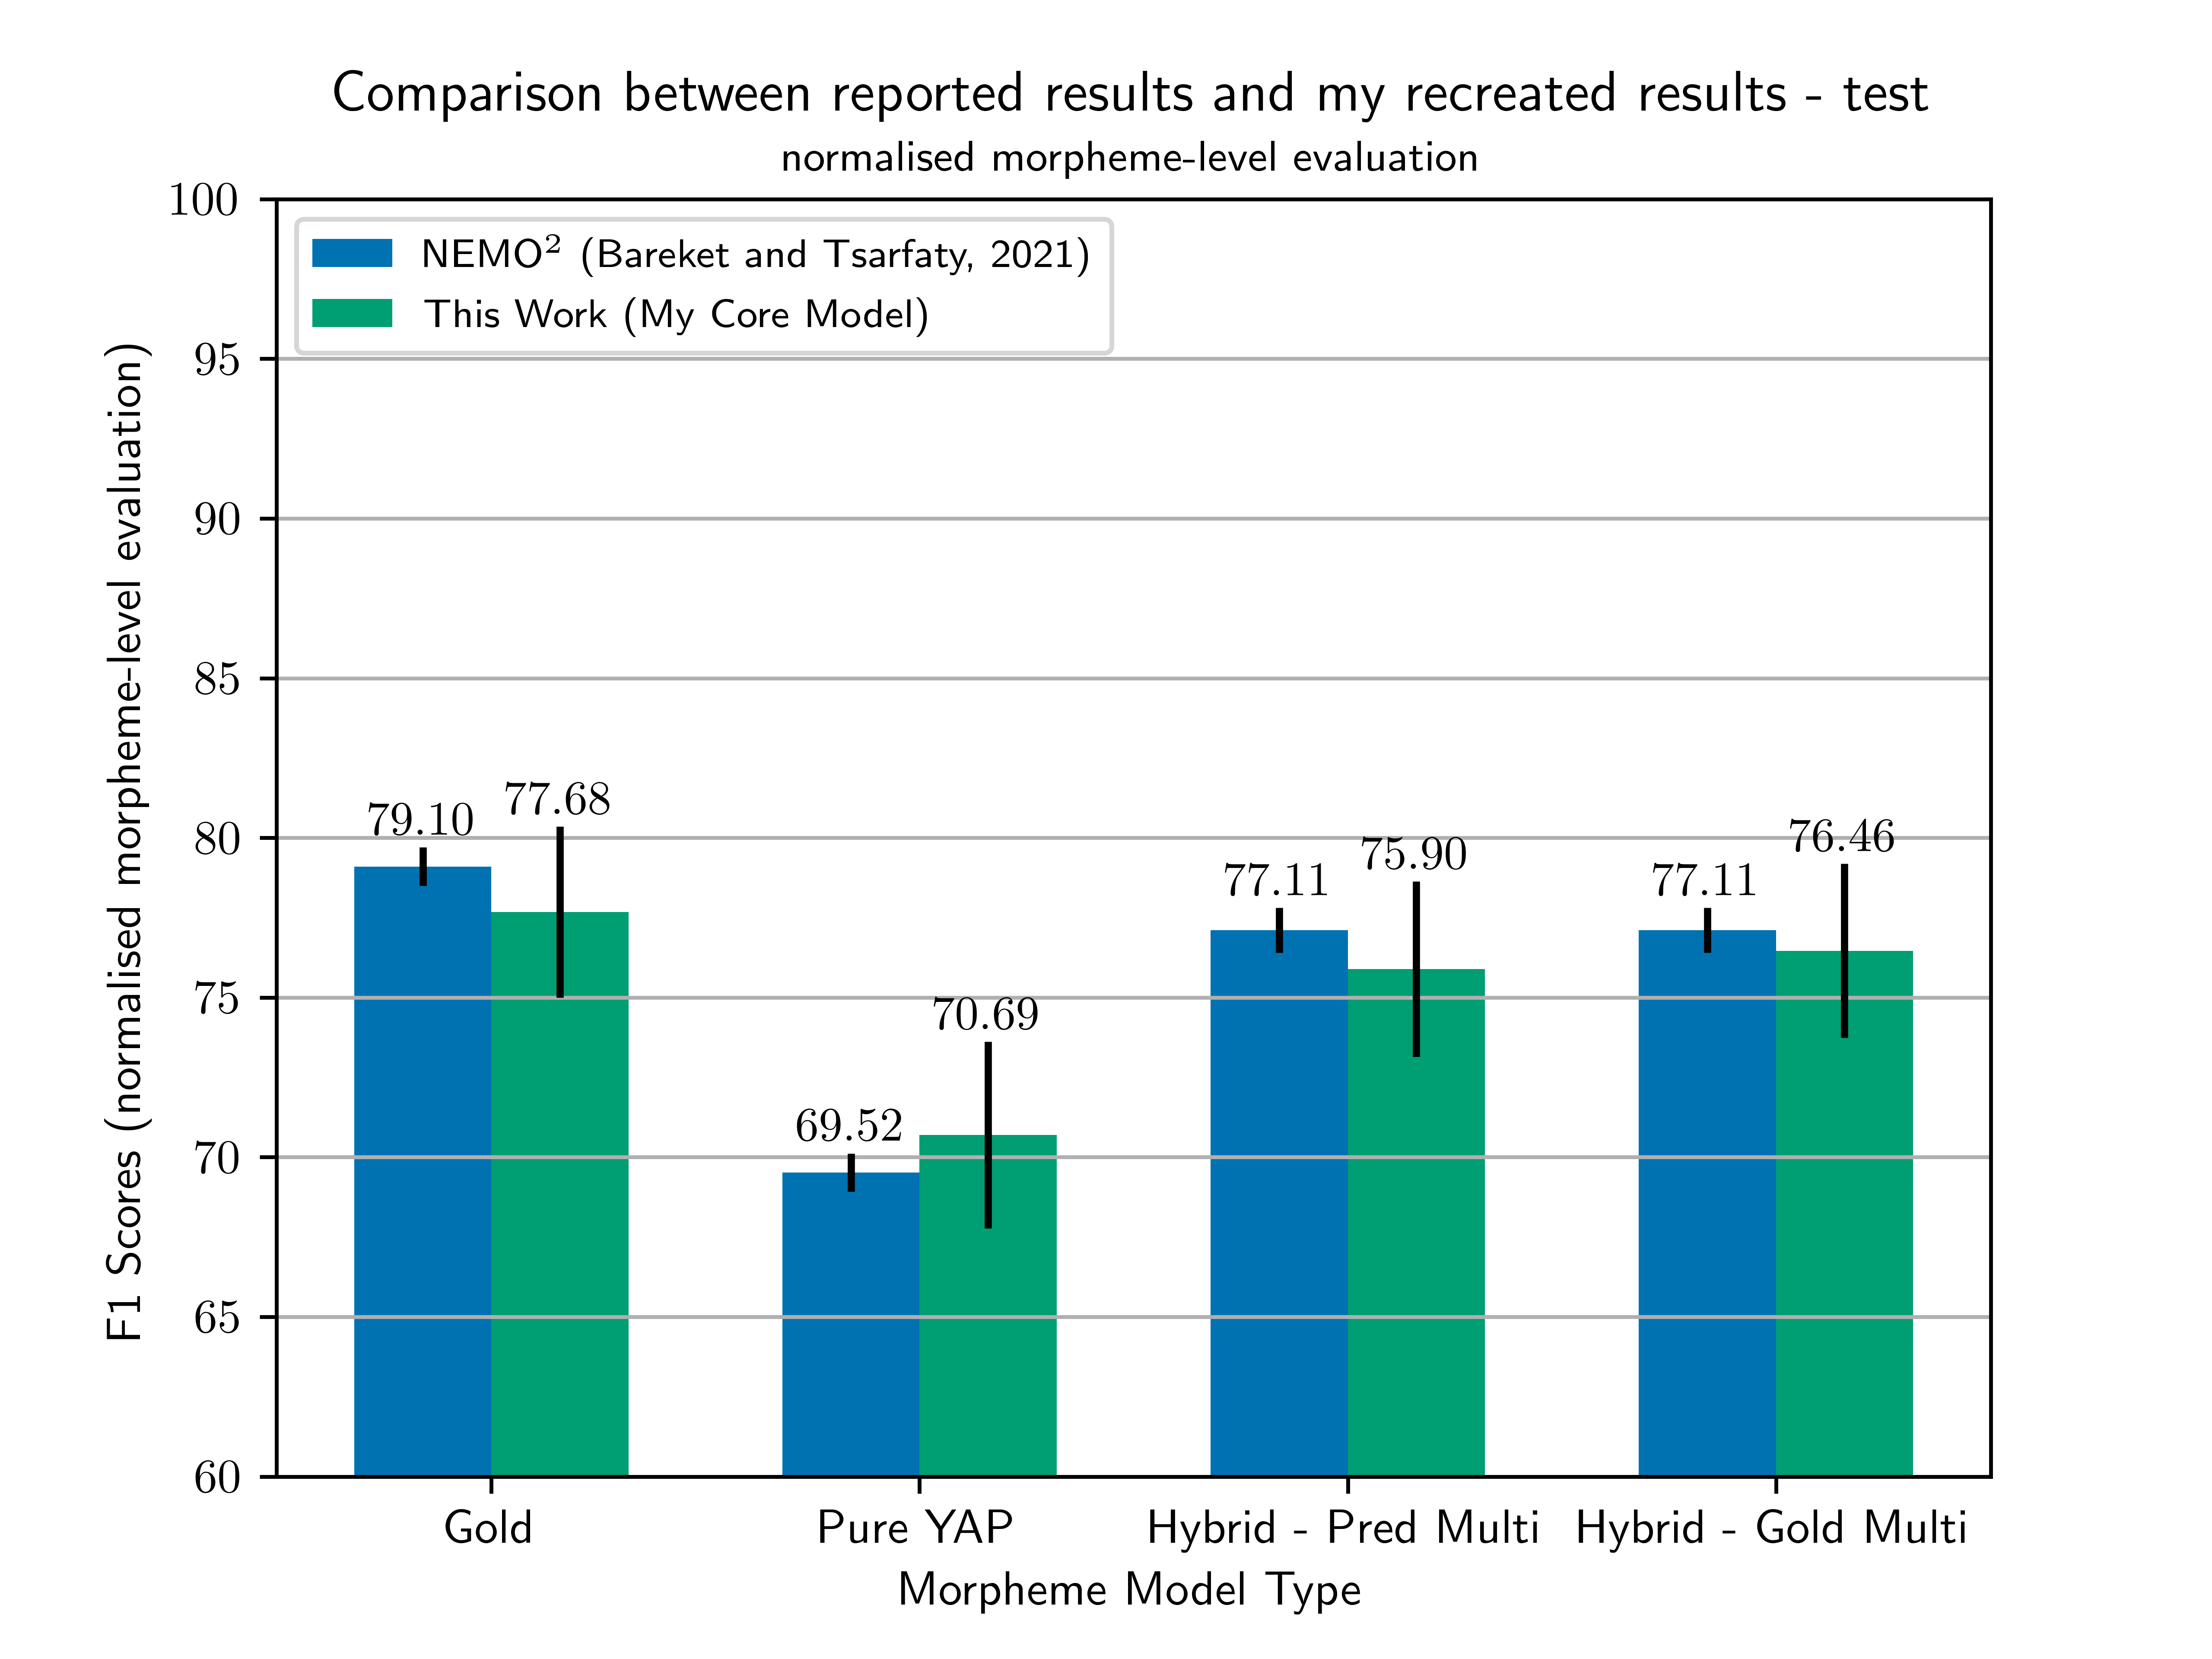 Comparison between reported results and my recreated results - test
normalised morpheme-level evaluation
NEMO² (Bareket and Tsarfaty, 2021)
This Work (My Core Model)
F1 Scores (normalised morpheme-level evaluation)
100
95
90
85
80
75
70
65
60
79.10
77.68
69.52
70.69
77.11
75.90
77.11
76.46
Gold
Pure YAP
Hybrid - Pred Multi
Hybrid - Gold Multi
Morpheme Model Type